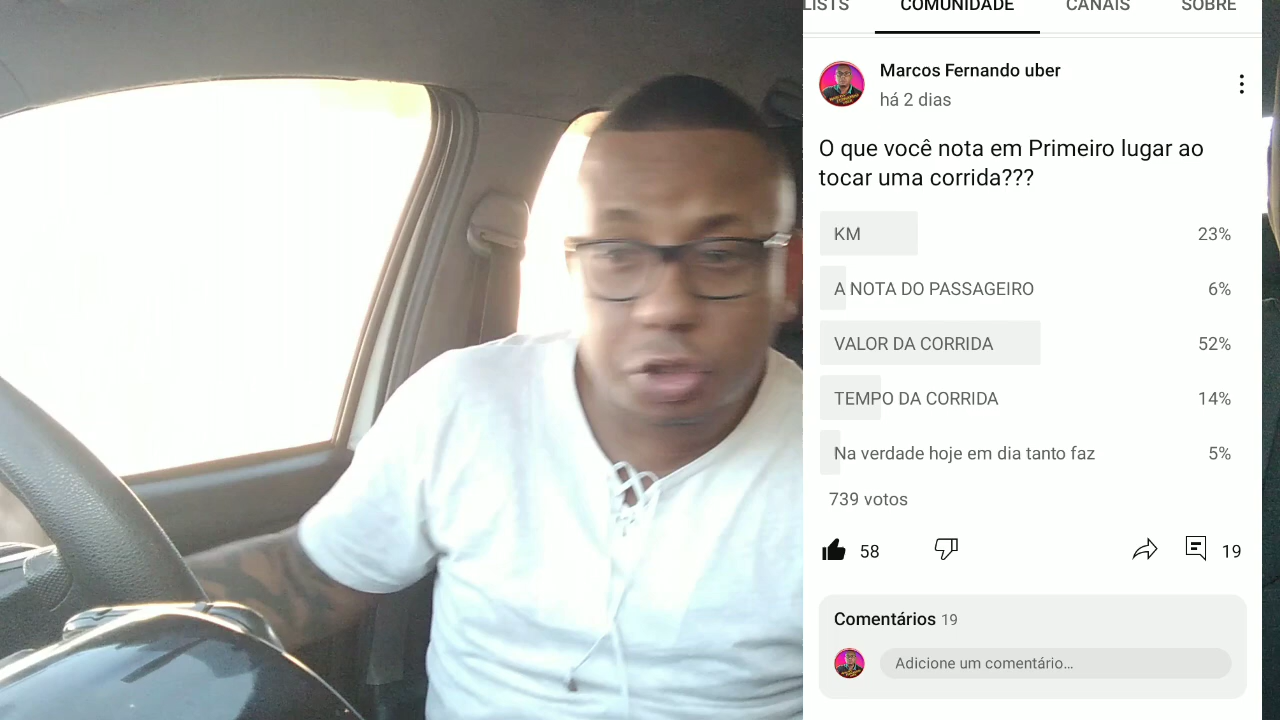 LISTS COMUNIDADE CANAIS SOBRE
Marcos Fernando uber
há 2 dias
O que você nota em Primeiro lugar ao
tocar uma corrida???
KM 23%
A NOTA DO PASSAGEIRO 6%
VALOR DA CORRIDA 52%
TEMPO DA CORRIDA 14%
Na verdade hoje em dia tanto faz 5%
739 votos
58 19
Comentários 19
Adicione um comentário...